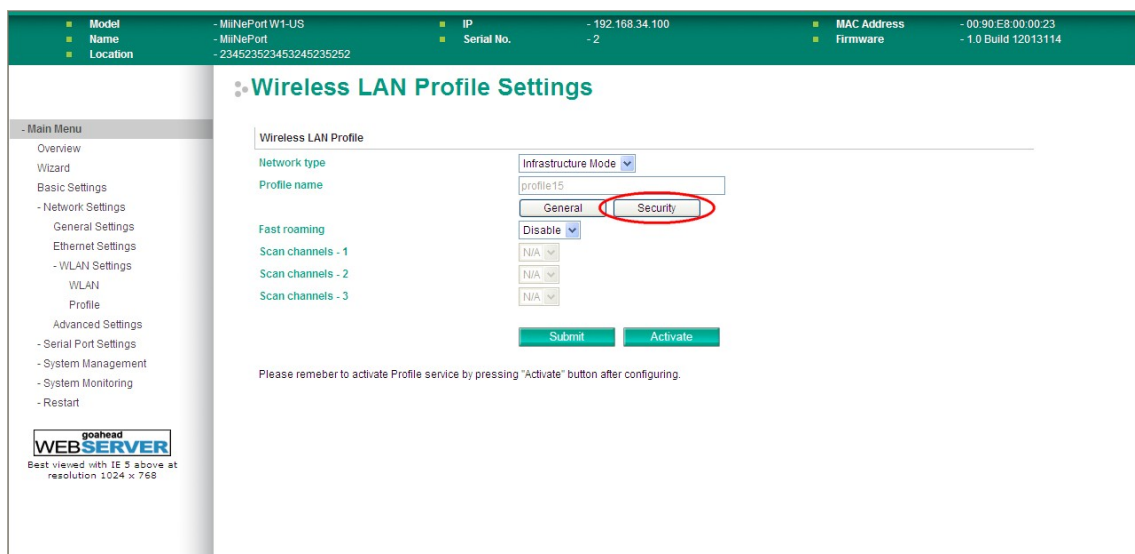 Model - MiiNePort W1-US IP - 192.168.34.100 MAC Address - 00:90:E8:00:00:23
Name - MiiNePort Serial No. - 2 Firmware - 1.0 Build 12013114
Location - 234523523453245235252
Wireless LAN Profile Settings
- Main Menu
Overview
Wizard
Basic Settings
- Network Settings
General Settings
Ethernet Settings
- WLAN Settings
WLAN
Profile
Advanced Settings
- Serial Port Settings
- System Management
- System Monitoring
- Restart
goahead
WEBSERVER
Best viewed with IE 5 above at
resolution 1024 x 768
Wireless LAN Profile
Network type Infrastructure Mode
Profile name profile15
General Security
Fast roaming Disable
Scan channels - 1 N/A
Scan channels - 2 N/A
Scan channels - 3 N/A
Submit Activate
Please remeber to activate Profile service by pressing "Activate" button after configuring.